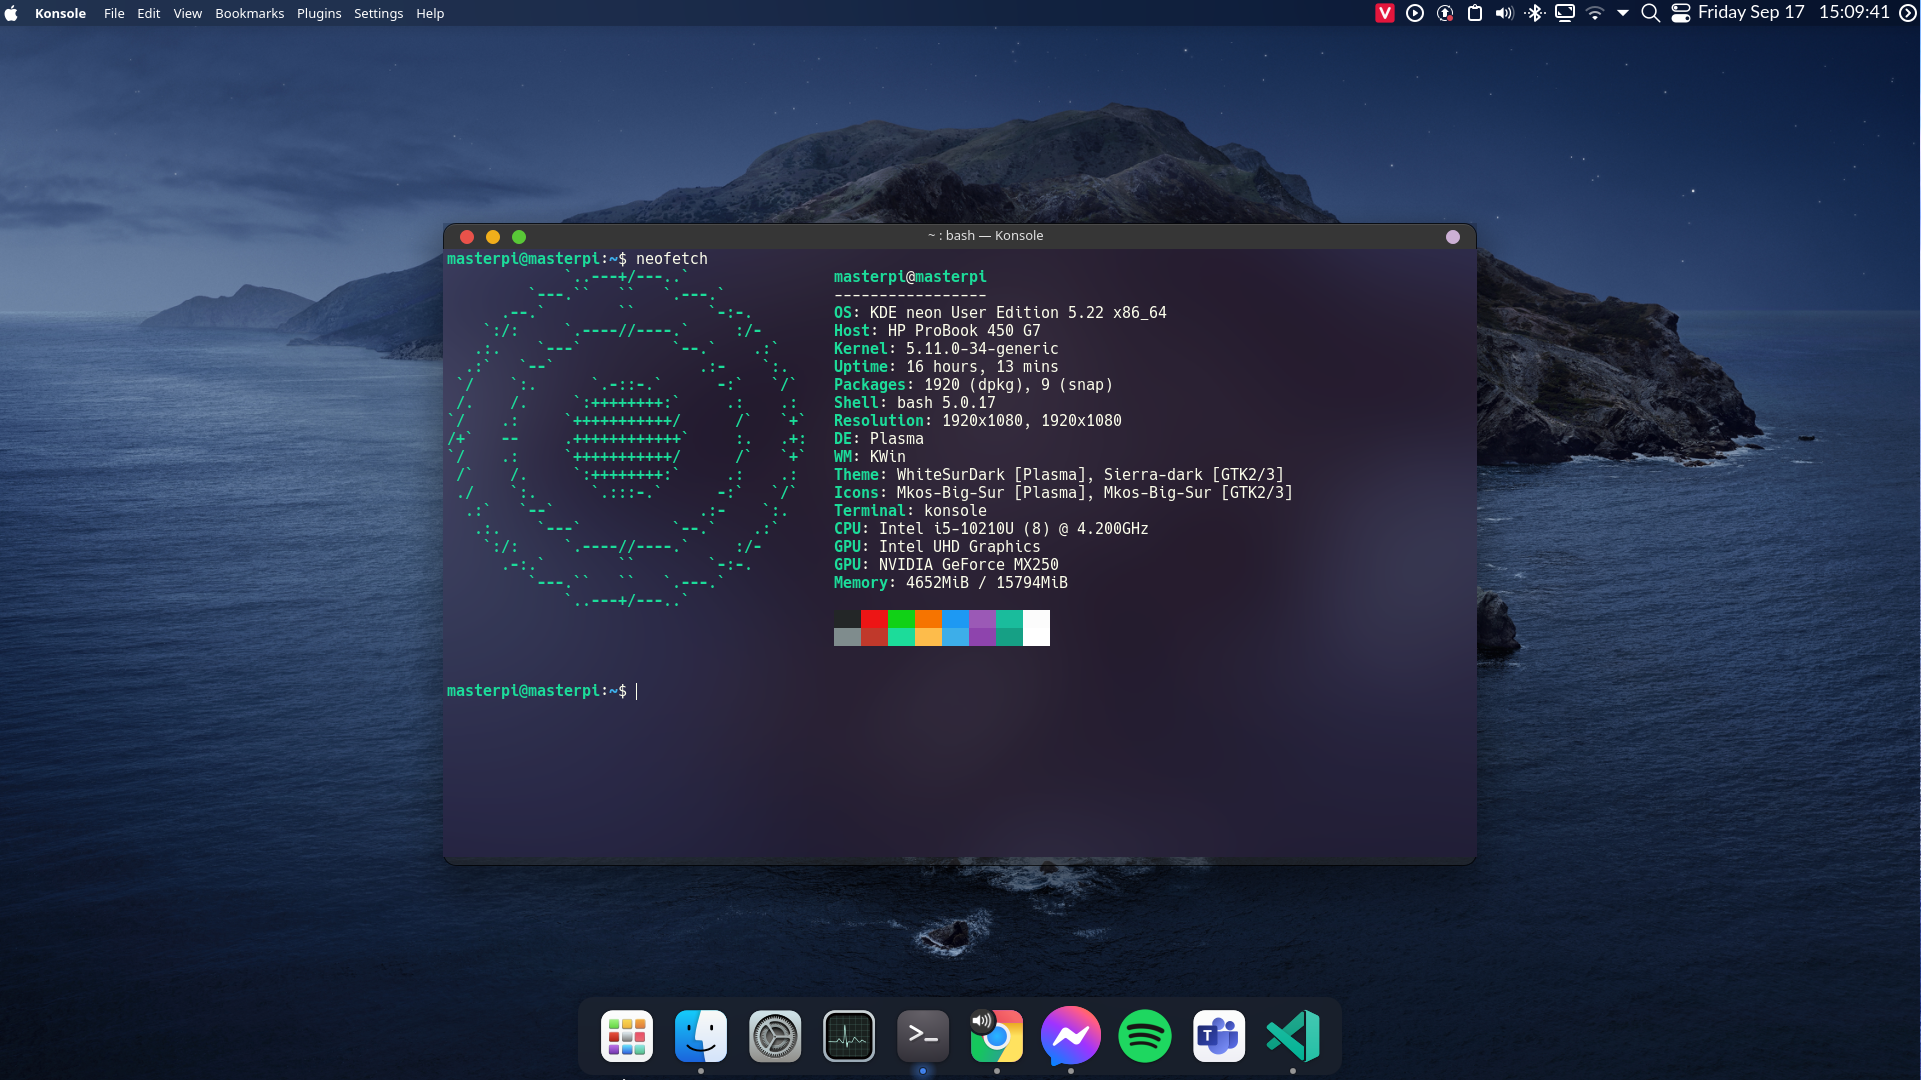 Konsole File Edit View Bookmarks Plugins Settings Help
V
Friday Sep 17 15:09:41
~ : bash — Konsole
masterpi@masterpi:~$ neofetch
masterpi@masterpi
-----------------
OS: KDE neon User Edition 5.22 x86_64
Host: HP ProBook 450 G7
Kernel: 5.11.0-34-generic
Uptime: 16 hours, 13 mins
Packages: 1920 (dpkg), 9 (snap)
Shell: bash 5.0.17
Resolution: 1920x1080, 1920x1080
DE: Plasma
WM: KWin
Theme: WhiteSurDark [Plasma], Sierra-dark [GTK2/3]
Icons: Mkos-Big-Sur [Plasma], Mkos-Big-Sur [GTK2/3]
Terminal: konsole
CPU: Intel i5-10210U (8) @ 4.200GHz
GPU: Intel UHD Graphics
GPU: NVIDIA GeForce MX250
Memory: 4652MiB / 15794MiB
masterpi@masterpi:~$
T